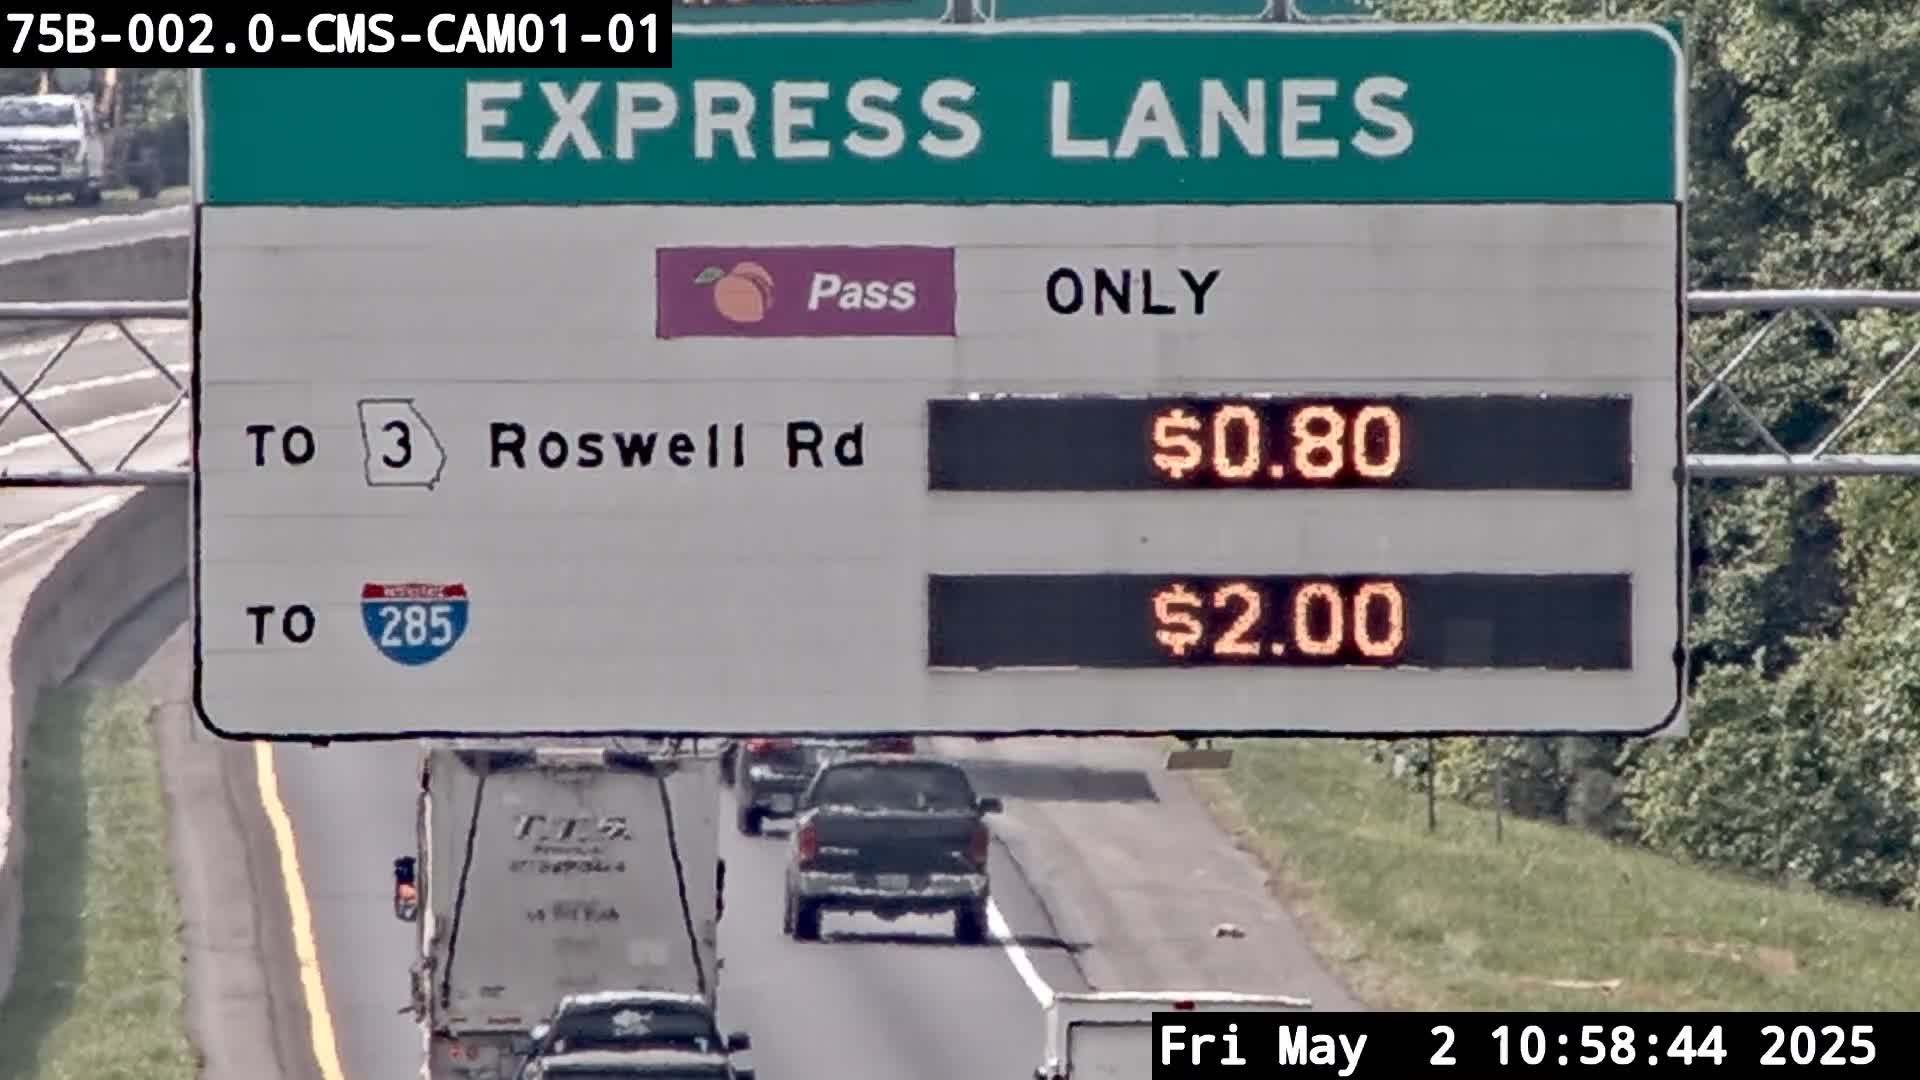 75B-002.0-CMS-CAM01-01
EXPRESS LANES
Pass ONLY
TO 3 Roswell Rd $0.80
TO INTERSTATE 285 $2.00
T.T.S.
Fri May 2 10:58:44 2025